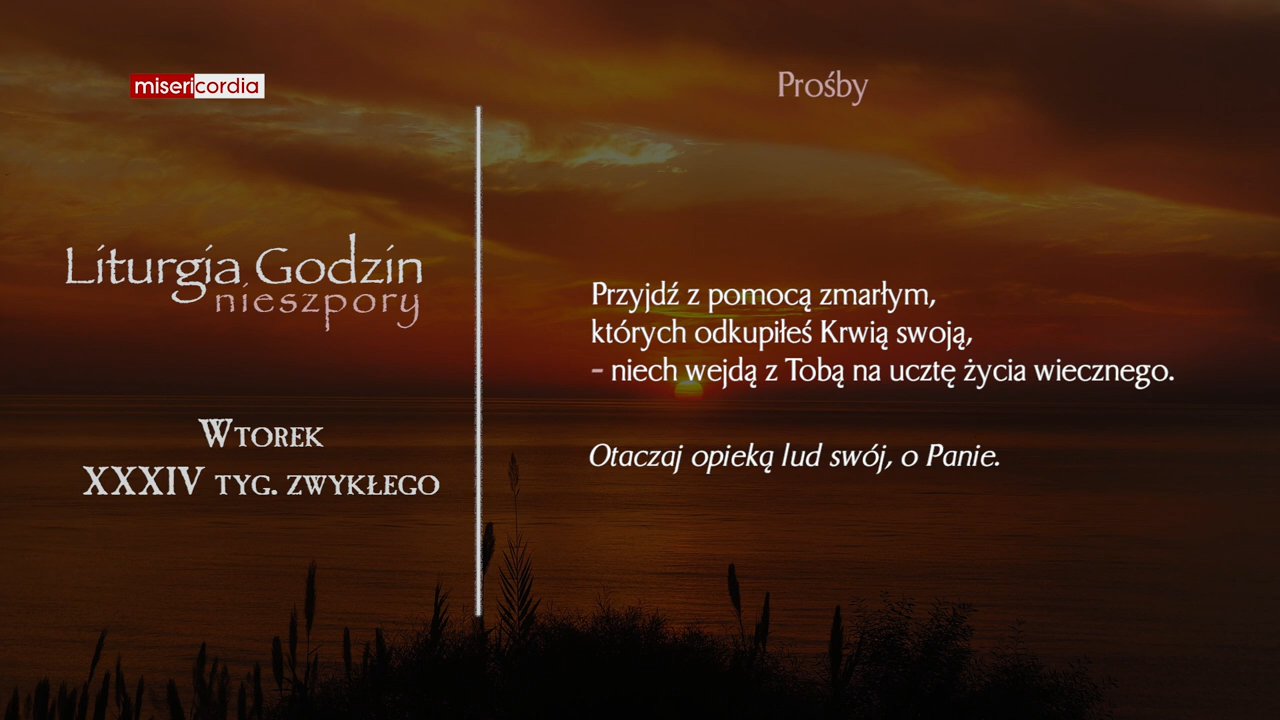 misericordia
Prośby
Liturgia Godzin
nieszpory
Wtorek
XXXIV tyg. zwykłego
Przyjdź z pomocą zmarłym,
których odkupiłeś Krwią swoją,
- niech wejdą z Tobą na ucztę życia wiecznego.
Otaczaj opieką lud swój, o Panie.